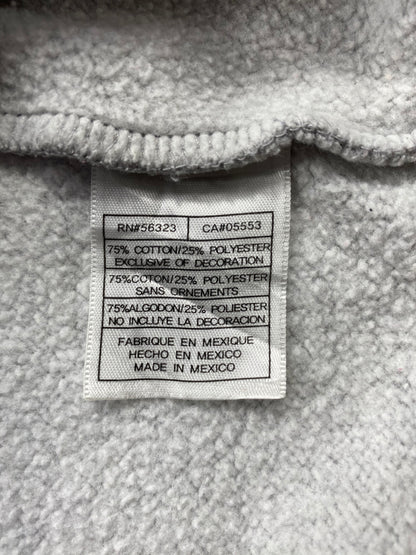 RN#56323 CA#05553
75% COTTON/25% POLYESTER
EXCLUSIVE OF DECORATION
75%COTON/25% POLYESTER
SANS ORNEMENTS
75%ALGODON/25% POLIESTER
NO INCLUYE LA DECORACION
FABRIQUE EN MEXIQUE
HECHO EN MEXICO
MADE IN MEXICO